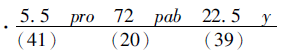 . 5.5 pro 72 pab 22.5 y
(41) (20) (39)